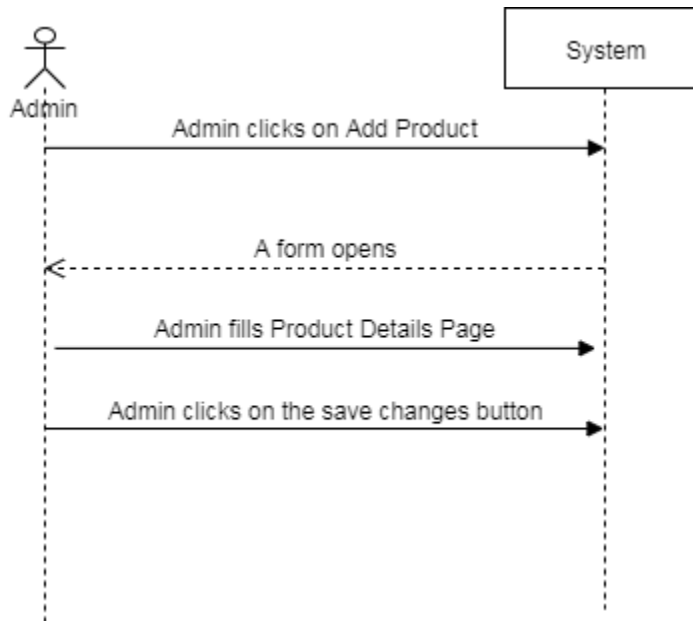 System
Admin
Admin clicks on Add Product
A form opens
Admin fills Product Details Page
Admin clicks on the save changes button